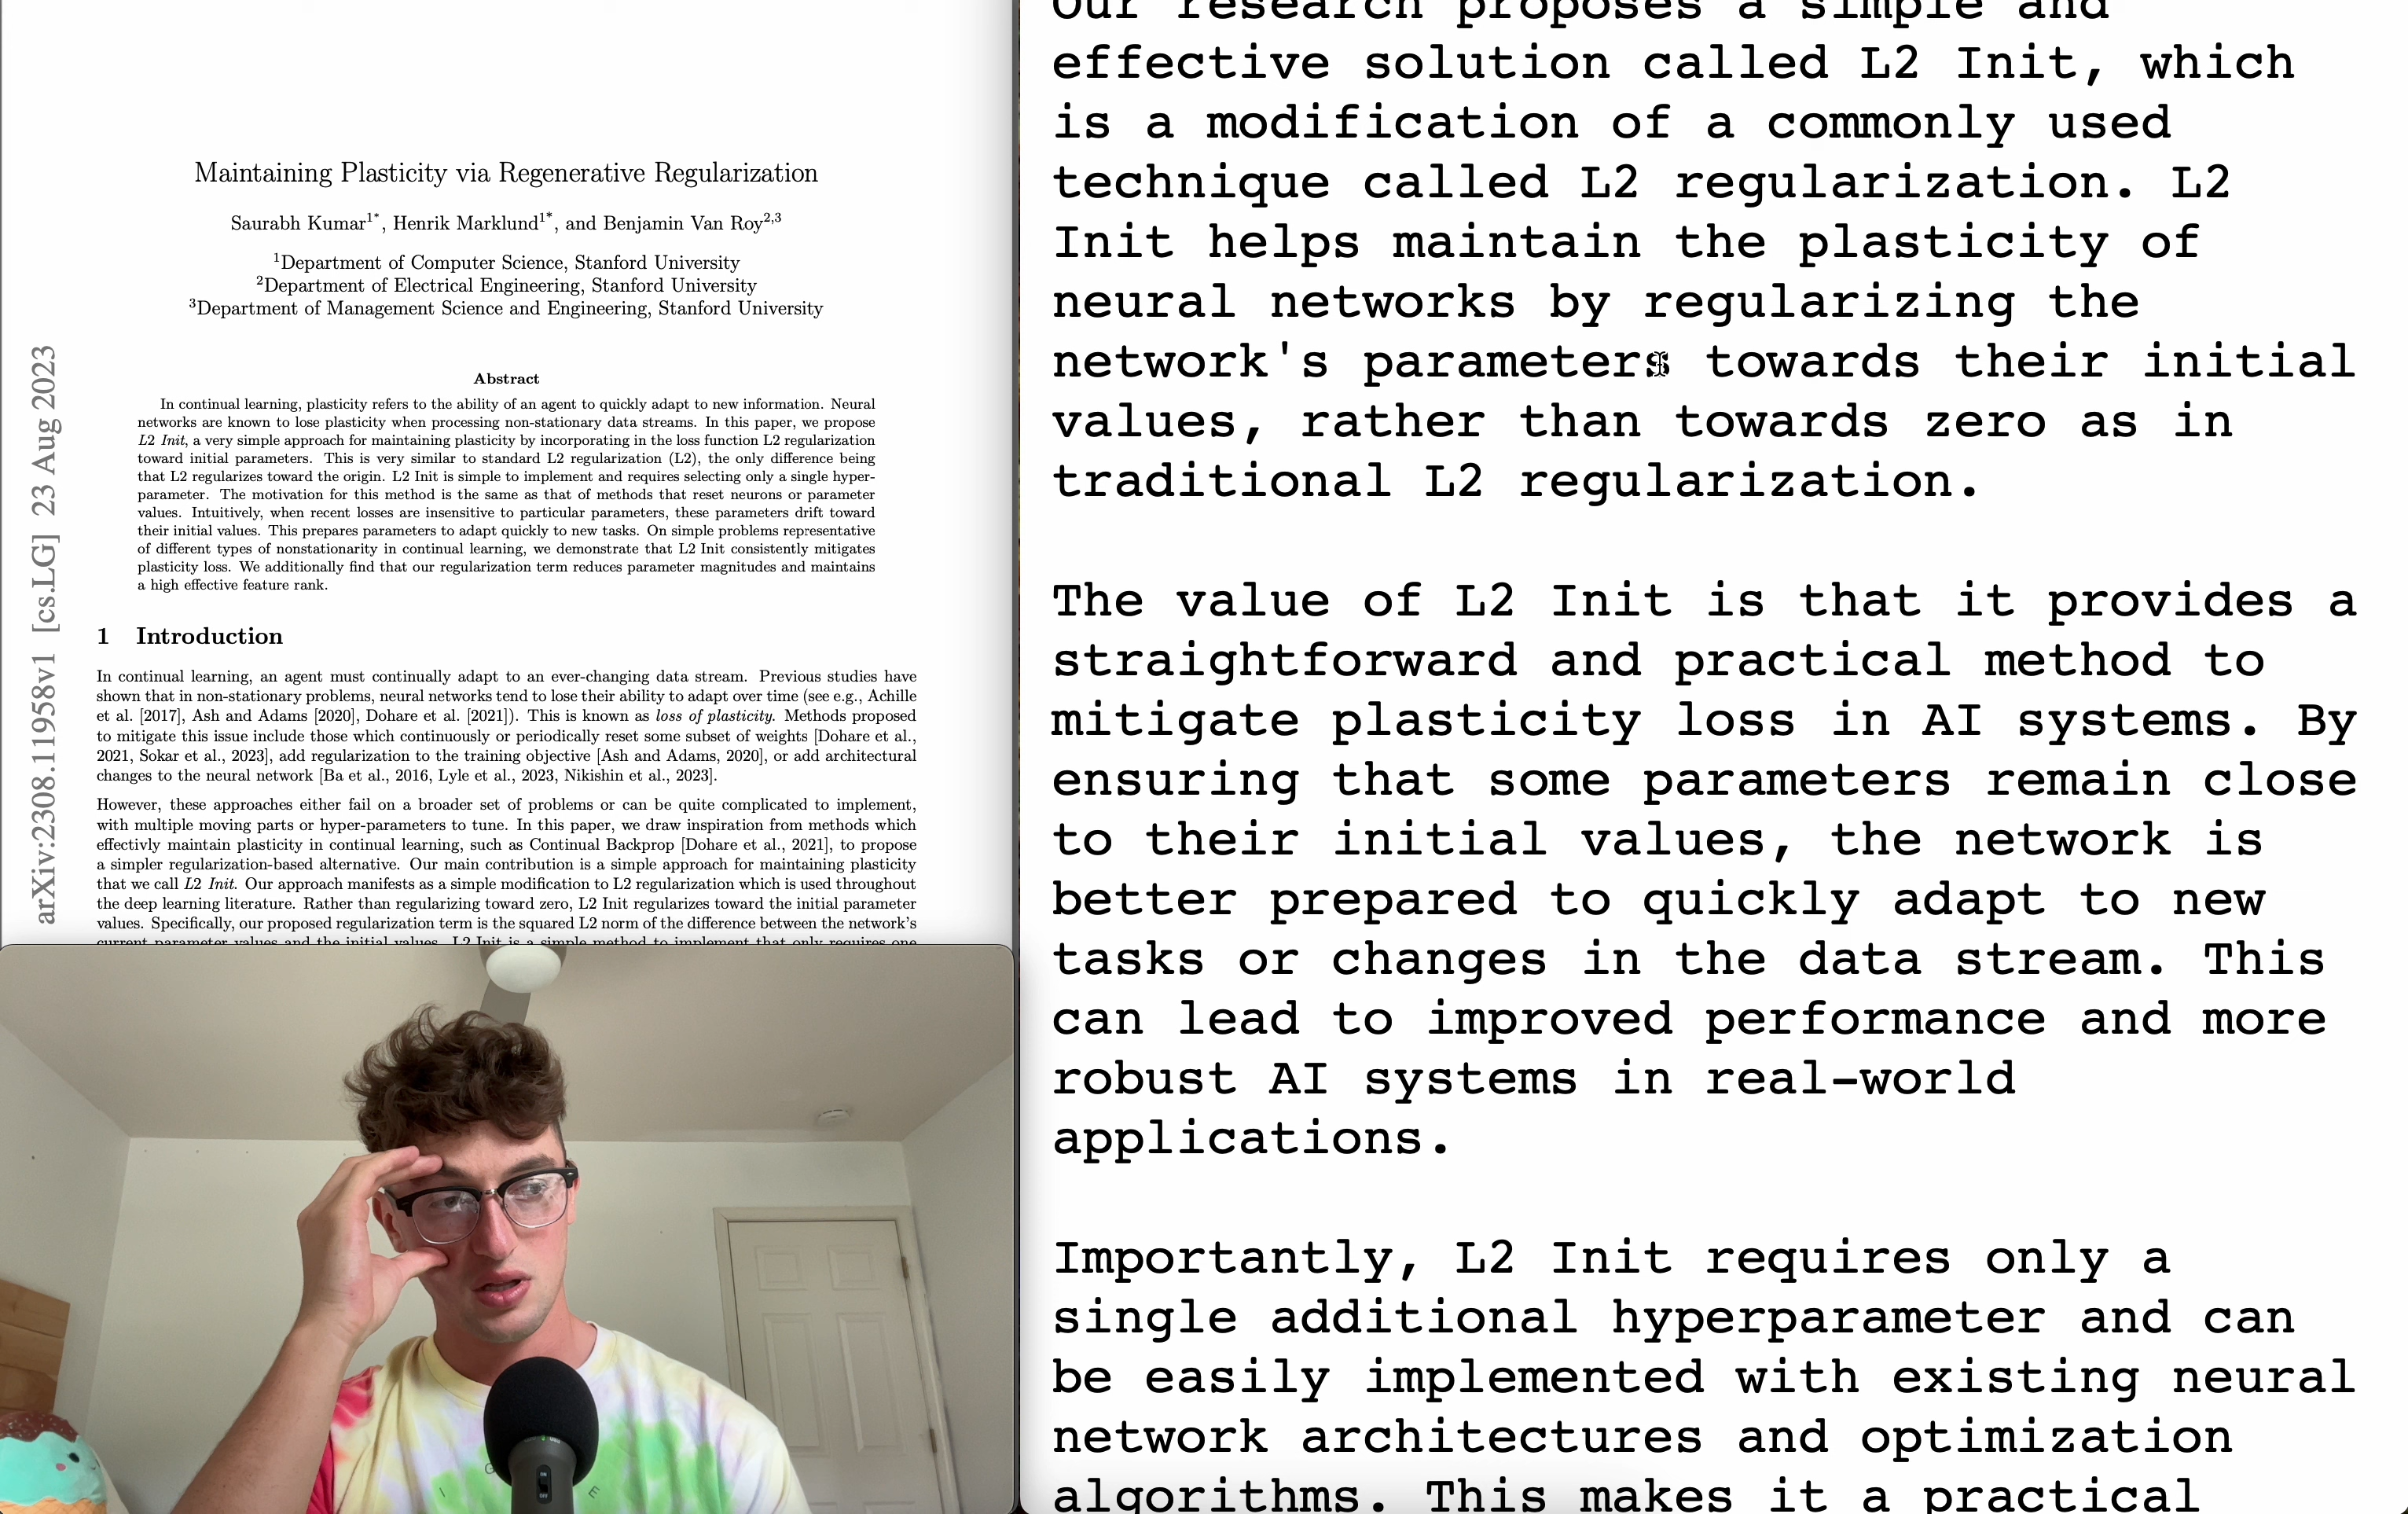 Maintaining Plasticity via Regenerative Regularization
Saurabh Kumar1*, Henrik Marklund1*, and Benjamin Van Roy2,3
1Department of Computer Science, Stanford University
2Department of Electrical Engineering, Stanford University
3Department of Management Science and Engineering, Stanford University
arXiv:2308.11958v1 [cs.LG] 23 Aug 2023
Abstract
In continual learning, plasticity refers to the ability of an agent to quickly adapt to new information. Neural
networks are known to lose plasticity when processing non-stationary data streams. In this paper, we propose
L2 Init, a very simple approach for maintaining plasticity by incorporating in the loss function L2 regularization
toward initial parameters. This is very similar to standard L2 regularization (L2), the only difference being
that L2 regularizes toward the origin. L2 Init is simple to implement and requires selecting only a single hyper-
parameter. The motivation for this method is the same as that of methods that reset neurons or parameter
values. Intuitively, when recent losses are insensitive to particular parameters, these parameters drift toward
their initial values. This prepares parameters to adapt quickly to new tasks. On simple problems representative
of different types of nonstationarity in continual learning, we demonstrate that L2 Init consistently mitigates
plasticity loss. We additionally find that our regularization term reduces parameter magnitudes and maintains
a high effective feature rank.
1 Introduction
In continual learning, an agent must continually adapt to an ever-changing data stream. Previous studies have
shown that in non-stationary problems, neural networks tend to lose their ability to adapt over time (see e.g., Achille
et al. [2017], Ash and Adams [2020], Dohare et al. [2021]). This is known as loss of plasticity. Methods proposed
to mitigate this issue include those which continuously or periodically reset some subset of weights [Dohare et al.,
2021, Sokar et al., 2023], add regularization to the training objective [Ash and Adams, 2020], or add architectural
changes to the neural network [Ba et al., 2016, Lyle et al., 2023, Nikishin et al., 2023].
However, these approaches either fail on a broader set of problems or can be quite complicated to implement,
with multiple moving parts or hyper-parameters to tune. In this paper, we draw inspiration from methods which
effectivly maintain plasticity in continual learning, such as Continual Backprop [Dohare et al., 2021], to propose
a simpler regularization-based alternative. Our main contribution is a simple approach for maintaining plasticity
that we call L2 Init. Our approach manifests as a simple modification to L2 regularization which is used throughout
the deep learning literature. Rather than regularizing toward zero, L2 Init regularizes toward the initial parameter
values. Specifically, our proposed regularization term is the squared L2 norm of the difference between the network's
current parameter values and the initial values. L2 Init is a simple method to implement that only requires one
Our research proposes a simple and
effective solution called L2 Init, which
is a modification of a commonly used
technique called L2 regularization. L2
Init helps maintain the plasticity of
neural networks by regularizing the
network's parameters towards their initial
values, rather than towards zero as in
traditional L2 regularization.
The value of L2 Init is that it provides a
straightforward and practical method to
mitigate plasticity loss in AI systems. By
ensuring that some parameters remain close
to their initial values, the network is
better prepared to quickly adapt to new
tasks or changes in the data stream. This
can lead to improved performance and more
robust AI systems in real-world
applications.
Importantly, L2 Init requires only a
single additional hyperparameter and can
be easily implemented with existing neural
network architectures and optimization
algorithms. This makes it a practical